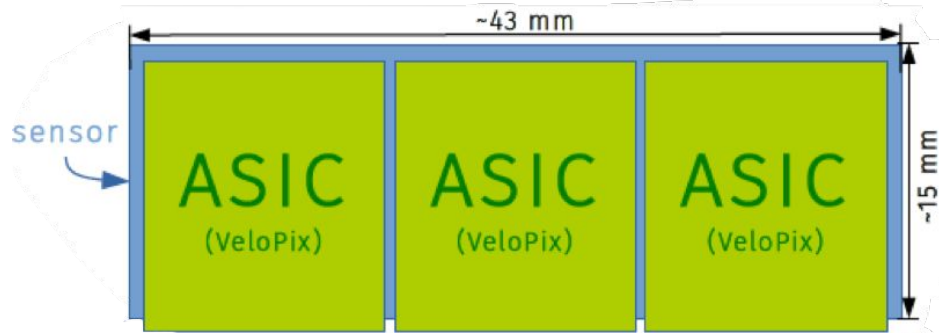 ~43 mm
sensor
ASIC
(VeloPix)
ASIC
(VeloPix)
ASIC
(VeloPix)
~15 mm